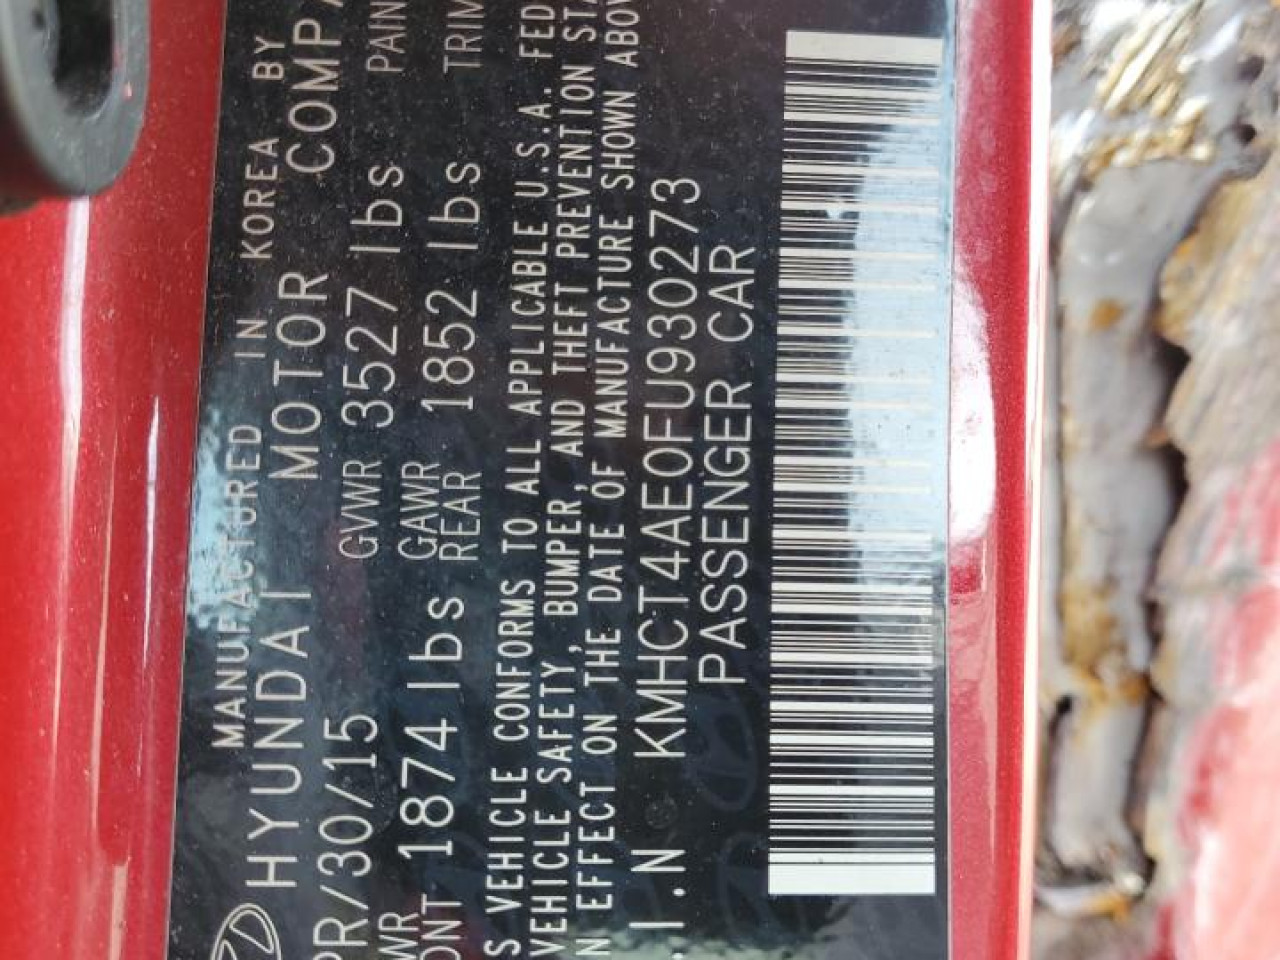 MANUFACTURED IN KOREA BY
HYUNDAI MOTOR COMPA
PR/30/15 GVWR 3527 lbs PAIN
WR GAWR TRIM
ONT 1874 lbs REAR 1852 lbs
S VEHICLE CONFORMS TO ALL APPLICABLE U.S.A. FED
VEHICLE SAFETY, BUMPER, AND THEFT PREVENTION STA
N EFFECT ON THE DATE OF MANUFACTURE SHOWN ABOV
.I.N KMHCT4AE0FU930273
PASSENGER CAR